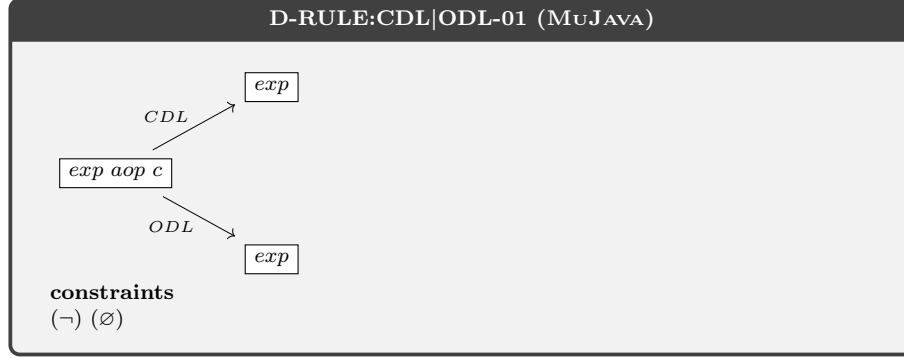 D-RULE:CDL|ODL-01 (MUJAVA)
exp
CDL
exp aop c
ODL
exp
constraints
(¬) (∅)